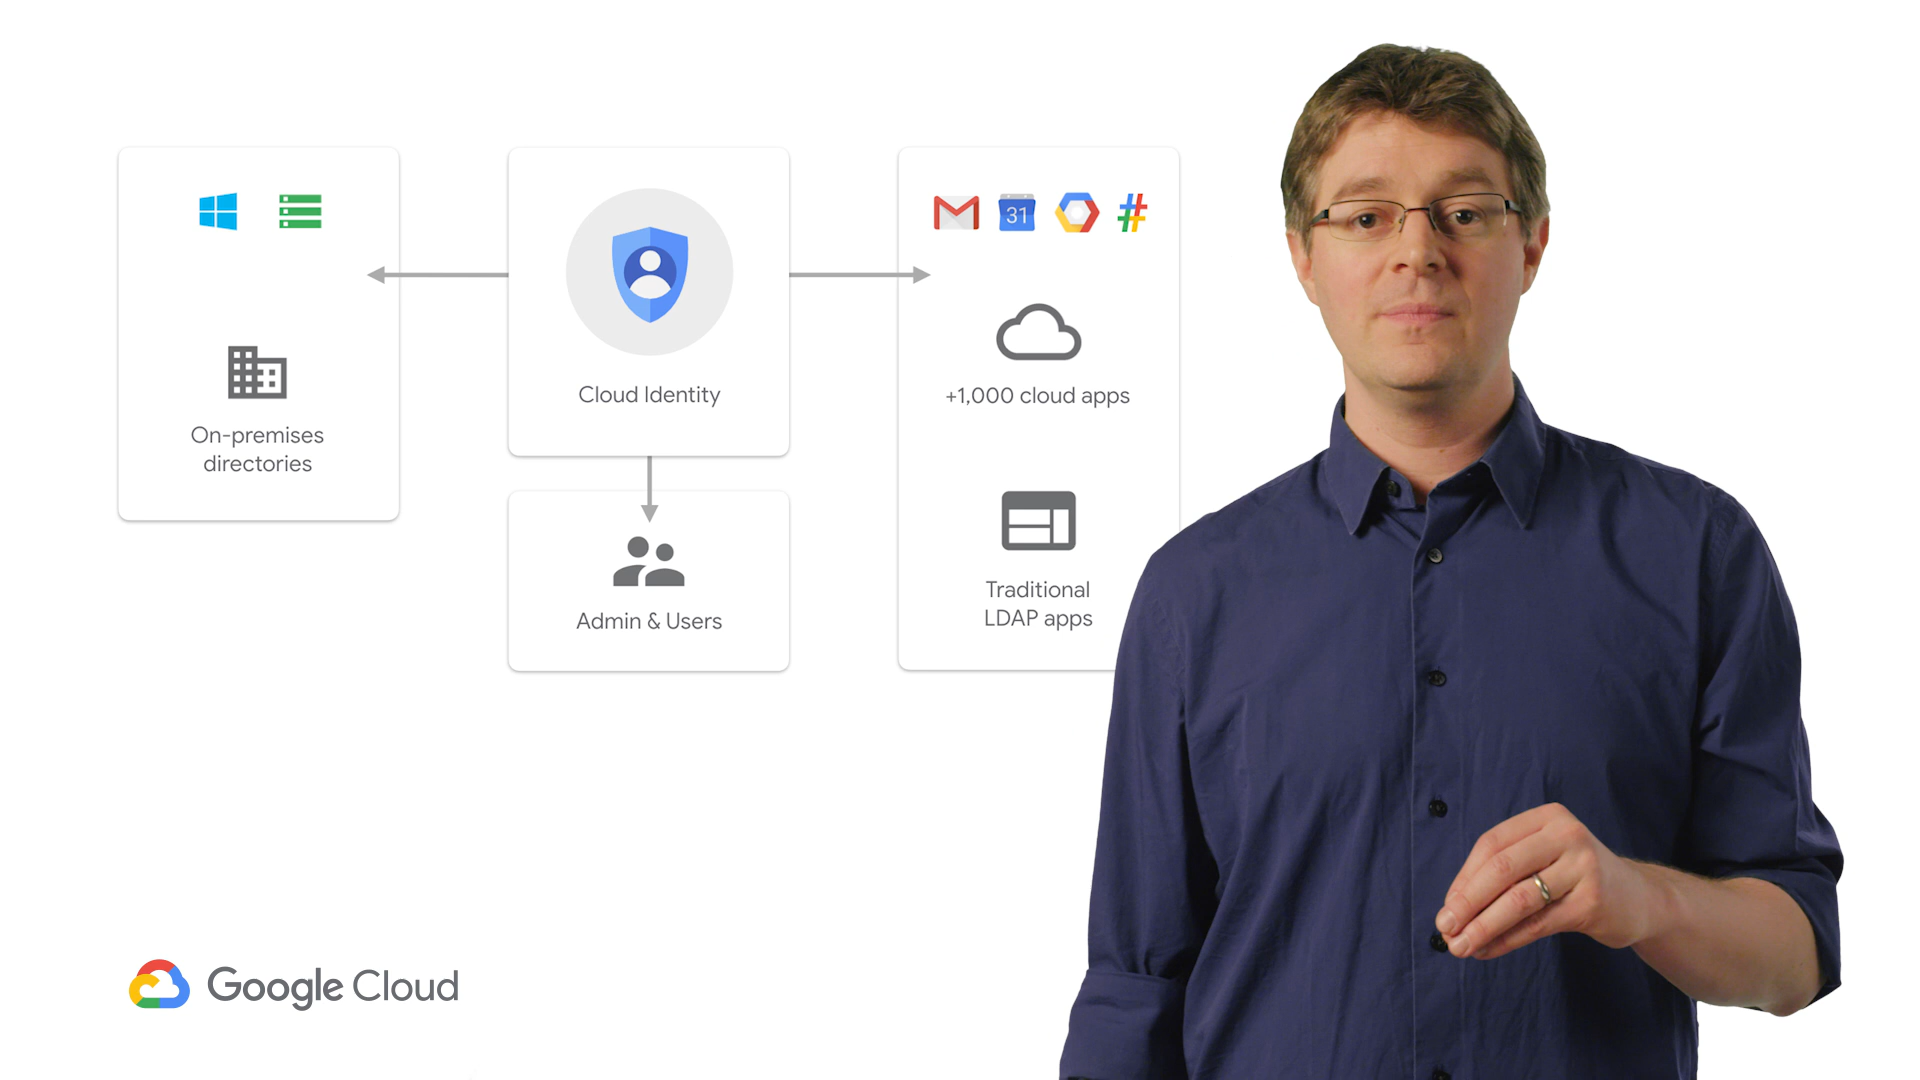 On-premises
directories
Cloud Identity
Admin & Users
31
+1,000 cloud apps
Traditional
LDAP apps
Google Cloud